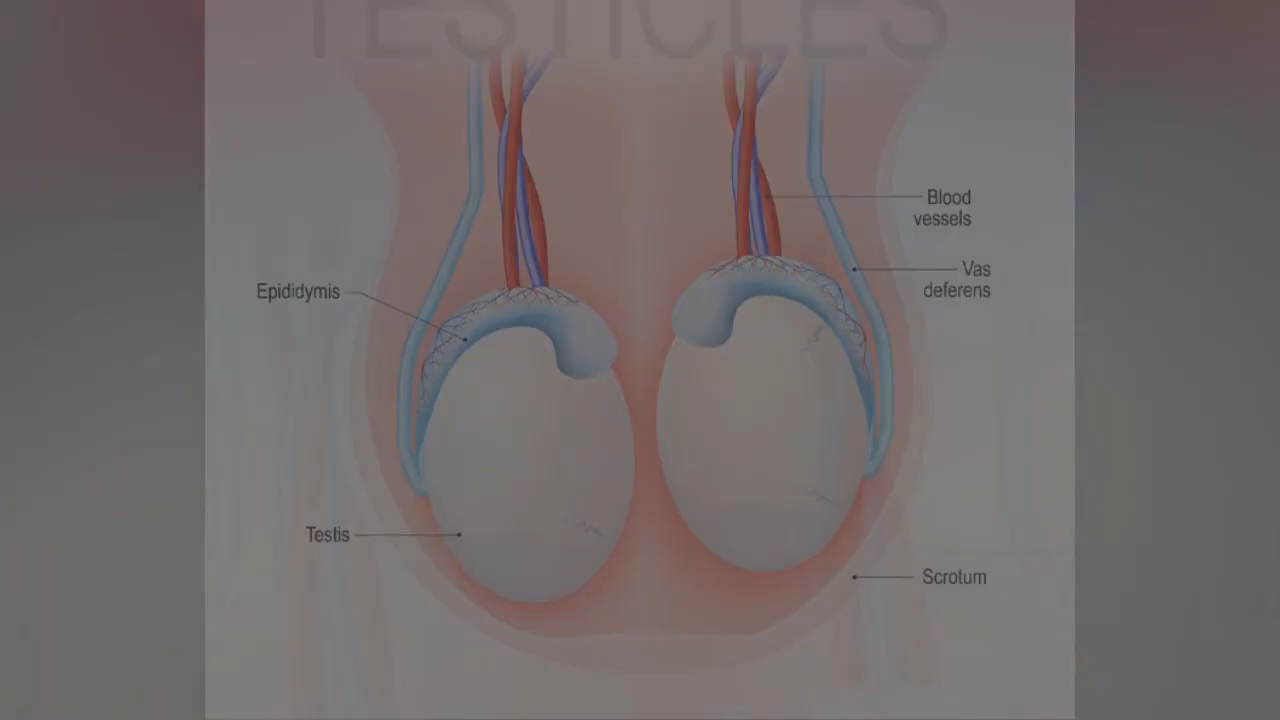 TESTICLES
Blood
vessels
Vas
deferens
Epididymis
Testis
Scrotum